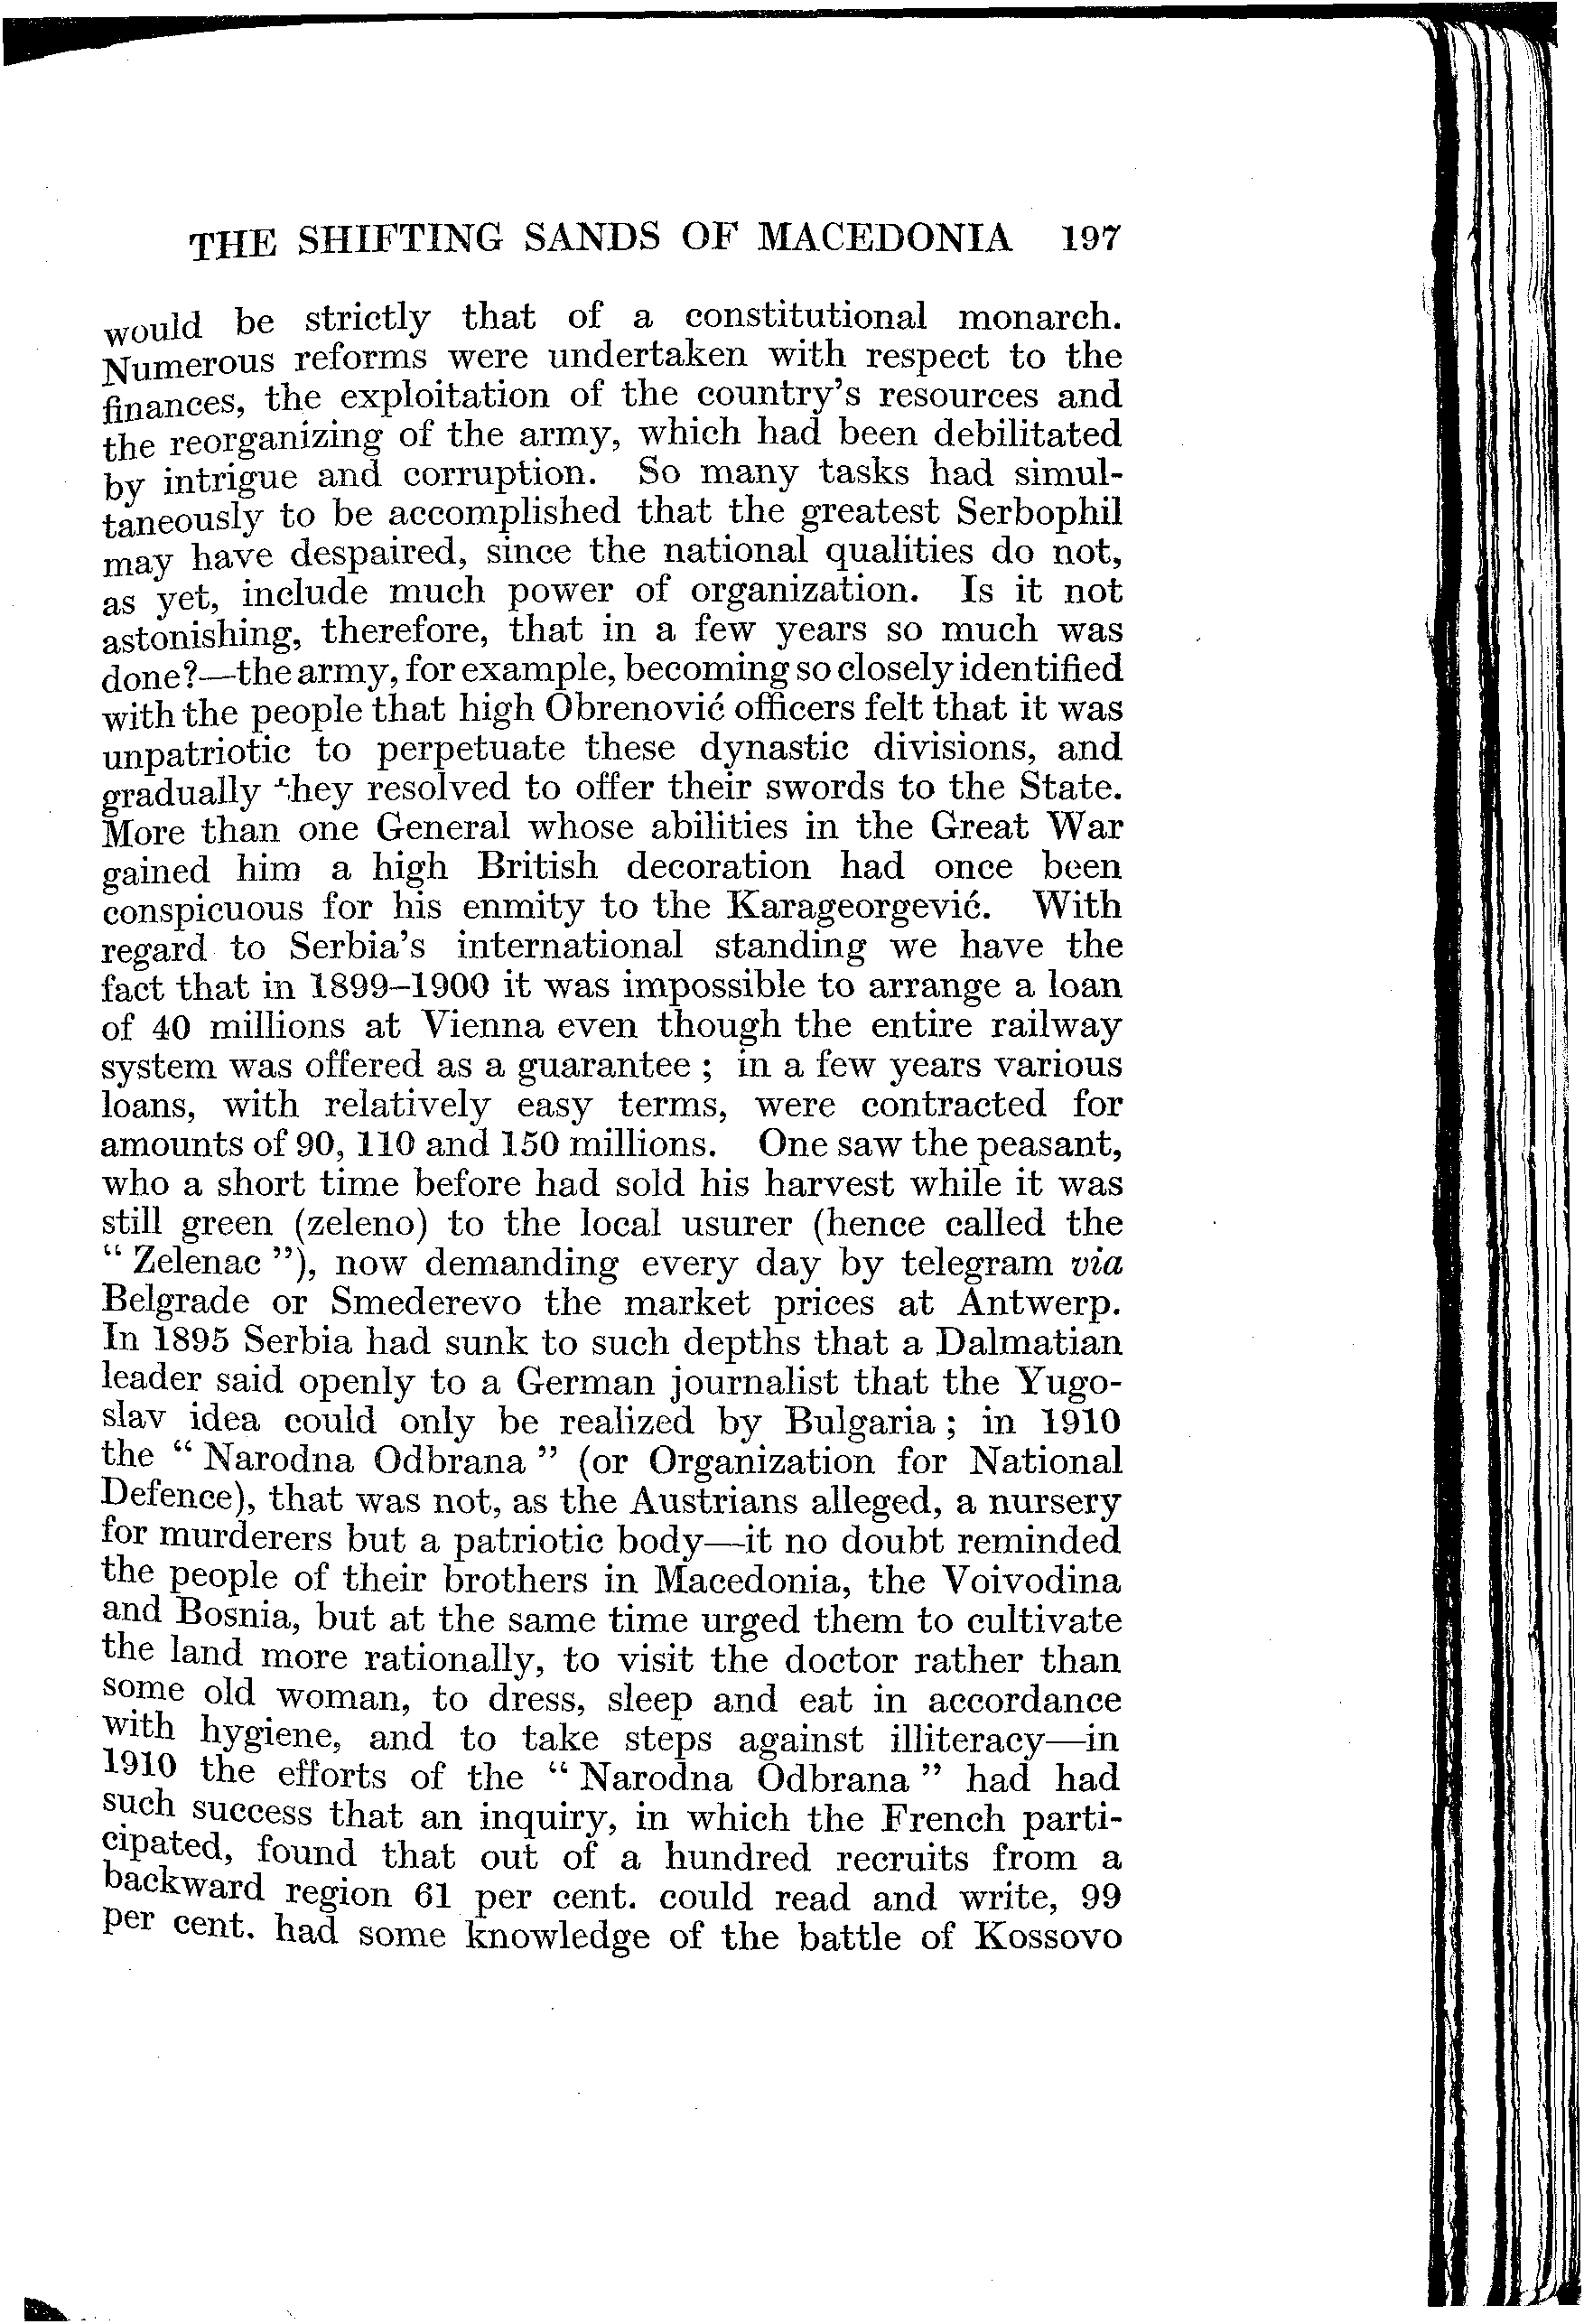 THE SHIFTING SANDS OF MACEDONIA 197
would be strictly that of a constitutional monarch.
Numerous reforms were undertaken with respect to the
finances, the exploitation of the country's resources and
the reorganizing of the army, which had been debilitated
by intrigue and corruption. So many tasks had simul-
taneously to be accomplished that the greatest Serbophil
may have despaired, since the national qualities do not,
as yet, include much power of organization. Is it not
astonishing, therefore, that in a few years so much was
done?—the army, for example, becoming so closely identified
with the people that high Obrenović officers felt that it was
unpatriotic to perpetuate these dynastic divisions, and
gradually they resolved to offer their swords to the State.
More than one General whose abilities in the Great War
gained him a high British decoration had once been
conspicuous for his enmity to the Karageorgević. With
regard to Serbia's international standing we have the
fact that in 1899–1900 it was impossible to arrange a loan
of 40 millions at Vienna even though the entire railway
system was offered as a guarantee ; in a few years various
loans, with relatively easy terms, were contracted for
amounts of 90, 110 and 150 millions. One saw the peasant,
who a short time before had sold his harvest while it was
still green (zeleno) to the local usurer (hence called the
“ Zelenac ”), now demanding every day by telegram via
Belgrade or Smederevo the market prices at Antwerp.
In 1895 Serbia had sunk to such depths that a Dalmatian
leader said openly to a German journalist that the Yugo-
slav idea could only be realized by Bulgaria ; in 1910
the “ Narodna Odbrana ” (or Organization for National
Defence), that was not, as the Austrians alleged, a nursery
for murderers but a patriotic body—it no doubt reminded
the people of their brothers in Macedonia, the Voivodina
and Bosnia, but at the same time urged them to cultivate
the land more rationally, to visit the doctor rather than
some old woman, to dress, sleep and eat in accordance
with hygiene, and to take steps against illiteracy—in
1910 the efforts of the “ Narodna Odbrana ” had had
such success that an inquiry, in which the French parti-
cipated, found that out of a hundred recruits from a
backward region 61 per cent. could read and write, 99
per cent. had some knowledge of the battle of Kossovo